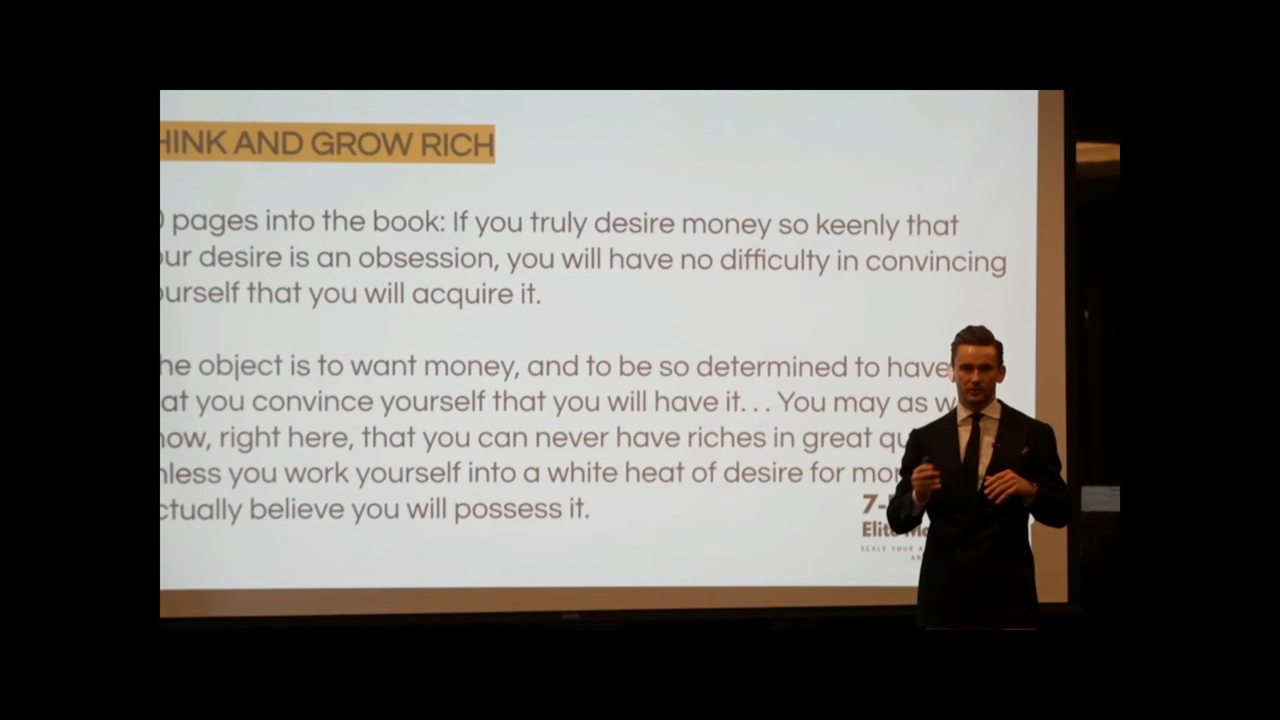 HINK AND GROW RICH
pages into the book: If you truly desire money so keenly that
our desire is an obsession, you will have no difficulty in convincing
ourself that you will acquire it.
he object is to want money, and to be so determined to have
at you convince yourself that you will have it. . . You may as w
now, right here, that you can never have riches in great qu
nless you work yourself into a white heat of desire for mo
ctually believe you will possess it.
7-
Elite
SCALE YOUR